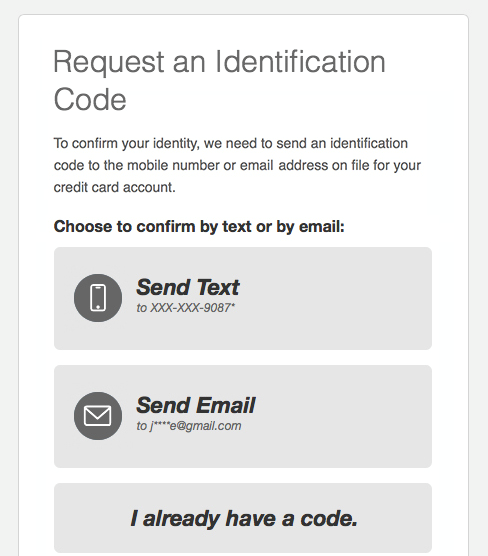 Request an Identification
Code
To confirm your identity, we need to send an identification
code to the mobile number or email address on file for your
credit card account.
Choose to confirm by text or by email:
Send Text
to XXX-XXX-9087*
Send Email
to j****e@gmail.com
I already have a code.